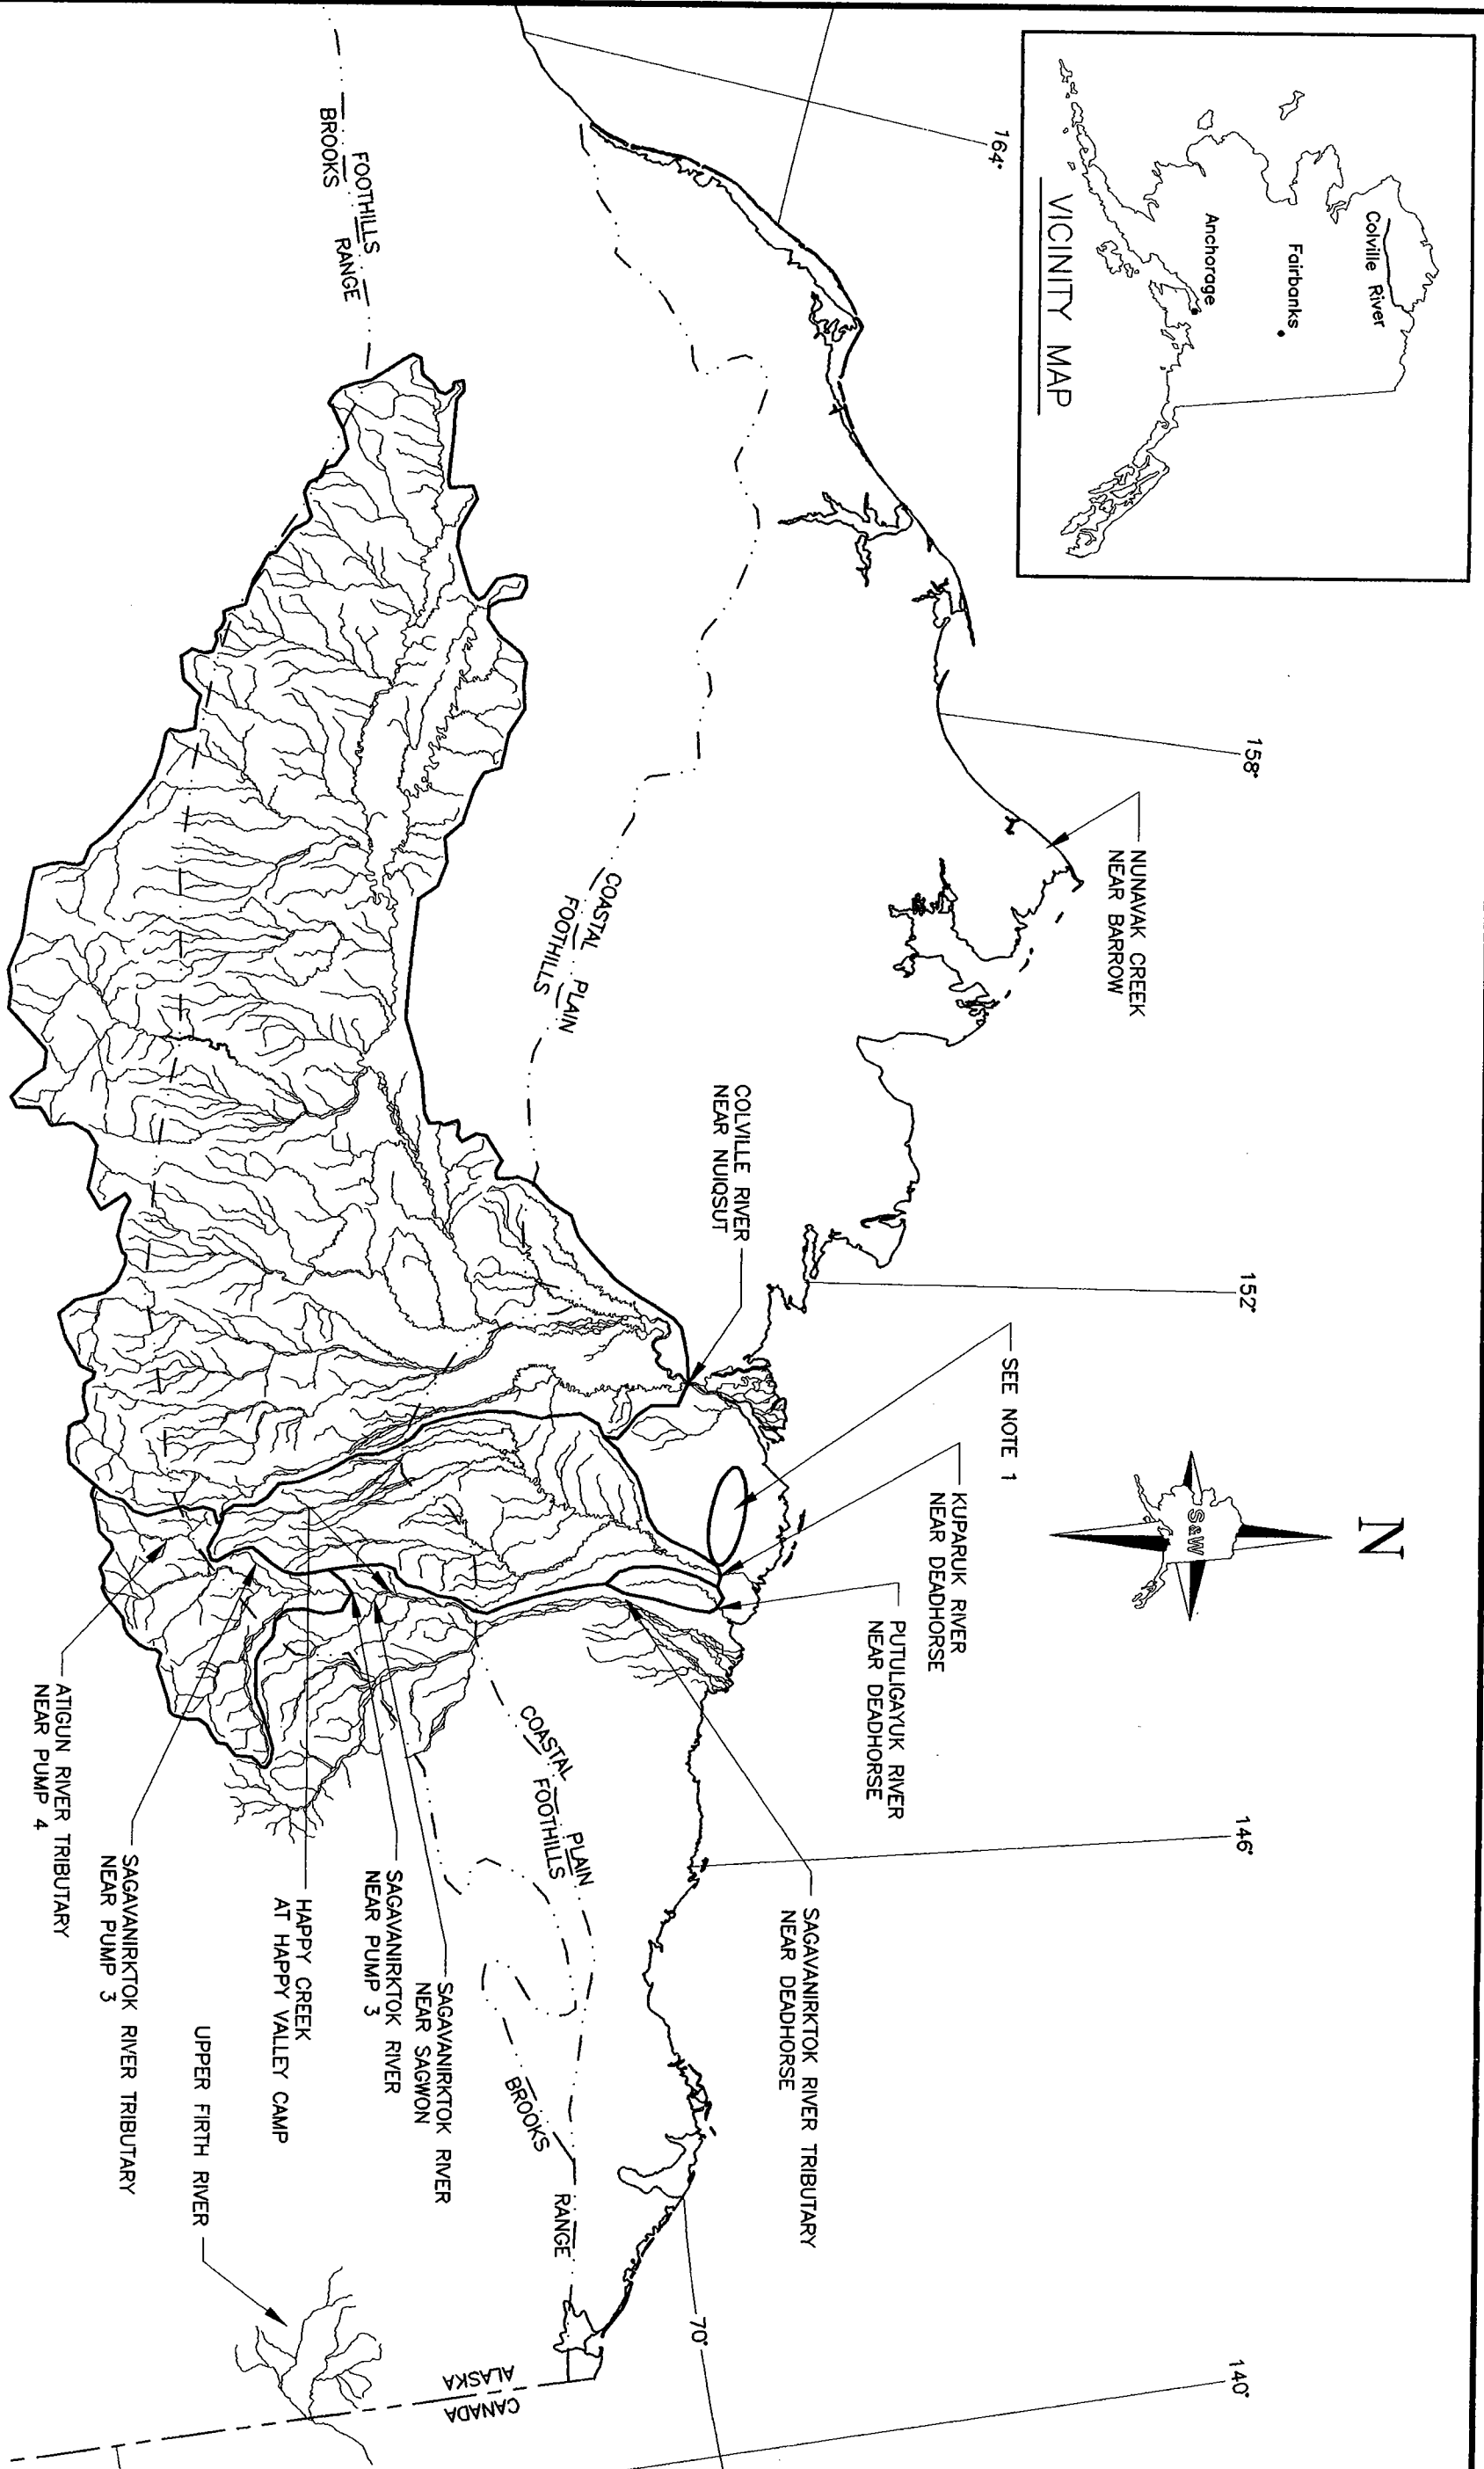 VICINITY MAP
Colville River
Fairbanks
Anchorage
N
S&W
164°
158°
152°
146°
140°
70°
NUNAVAK CREEK
NEAR BARROW
COLVILLE RIVER
NEAR NUIQSUT
SEE NOTE 1
KUPARUK RIVER
NEAR DEADHORSE
PUTULIGAYUK RIVER
NEAR DEADHORSE
SAGAVANIRKTOK RIVER TRIBUTARY
NEAR DEADHORSE
COASTAL PLAIN
FOOTHILLS
COASTAL PLAIN
FOOTHILLS
FOOTHILLS
BROOKS RANGE
BROOKS RANGE
SAGAVANIRKTOK RIVER
NEAR SAGWON
SAGAVANIRKTOK RIVER
NEAR PUMP 3
HAPPY CREEK
AT HAPPY VALLEY CAMP
SAGAVANIRKTOK RIVER TRIBUTARY
NEAR PUMP 3
ATIGUN RIVER TRIBUTARY
NEAR PUMP 4
UPPER FIRTH RIVER
ALASKA
CANADA